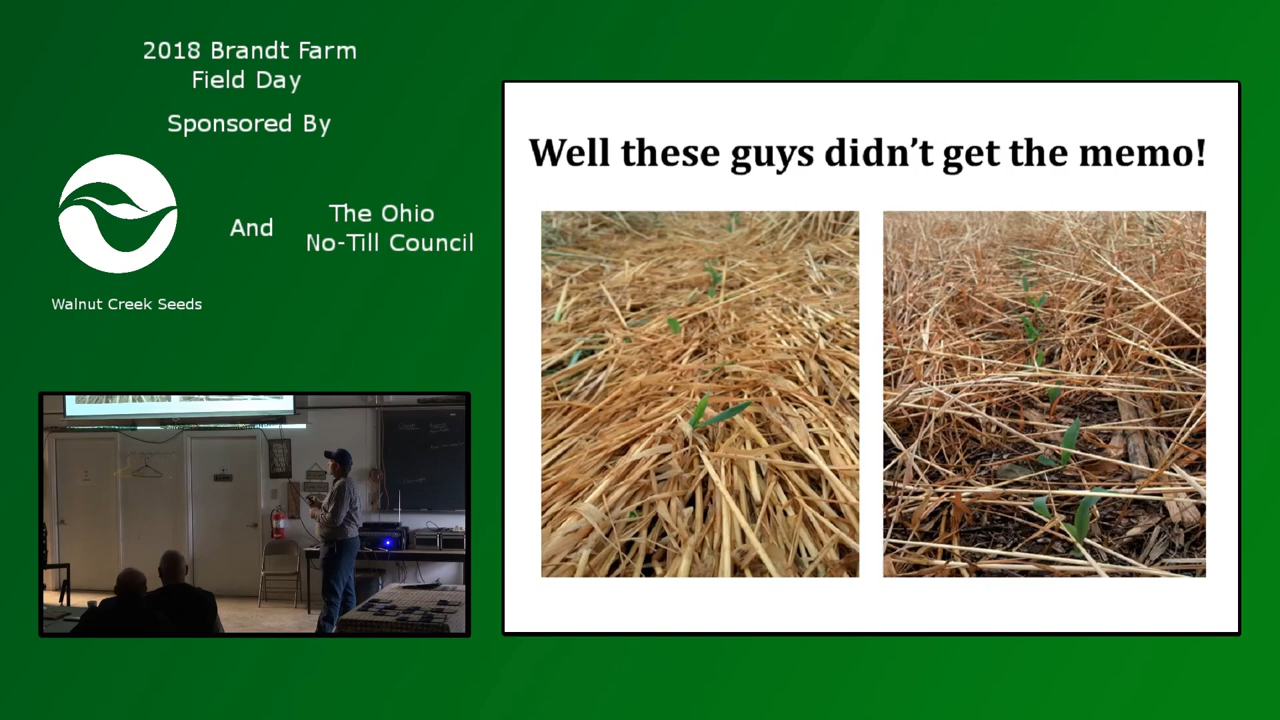 2018 Brandt Farm
Field Day
Sponsored By
And
The Ohio
No-Till Council
Walnut Creek Seeds
Well these guys didn't get the memo!